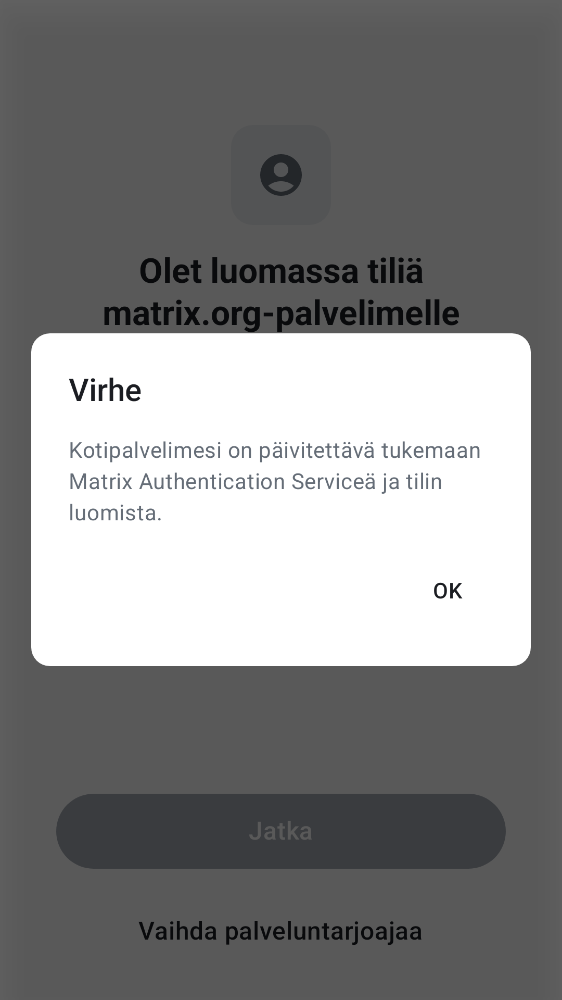 Olet luomassa tiliä
matrix.org-palvelimelle
Virhe
Kotipalvelimesi on päivitettävä tukemaan
Matrix Authentication Serviceä ja tilin
luomista.
OK
Jatka
Vaihda palveluntarjoajaa